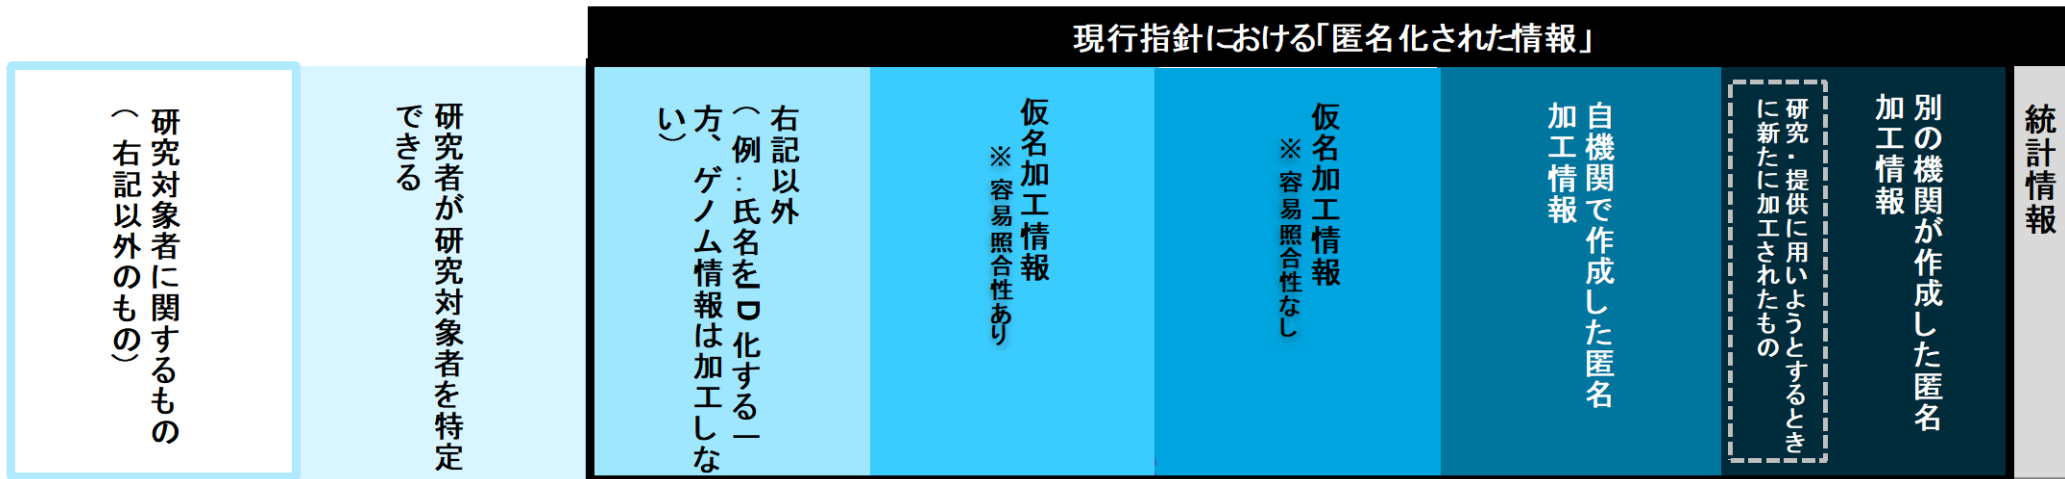 現行指針における「匿名化された情報」
研究対象者に関するもの
（右記以外のもの）
研究者が研究対象者を特定
できる
右記以外
（例：氏名をＩＤ化する一
方、ゲノム情報は加工しな
い）
仮名加工情報
※容易照合性あり
仮名加工情報
※容易照合性なし
自機関で作成した匿名
加工情報
別の機関が作成した匿名
加工情報
研究・提供に用いようとするとき
に新たに加工されたもの
統計情報